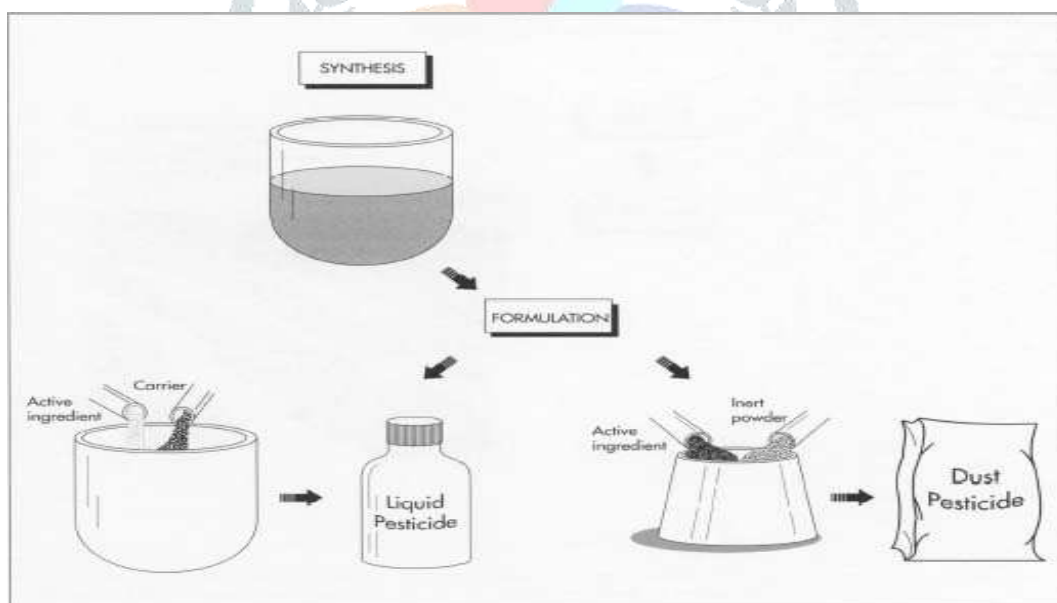 SYNTHESIS
FORMULATION
Carrier
Active
ingredient
Liquid
Pesticide
Inert
powder
Active
ingredient
Dust
Pesticide